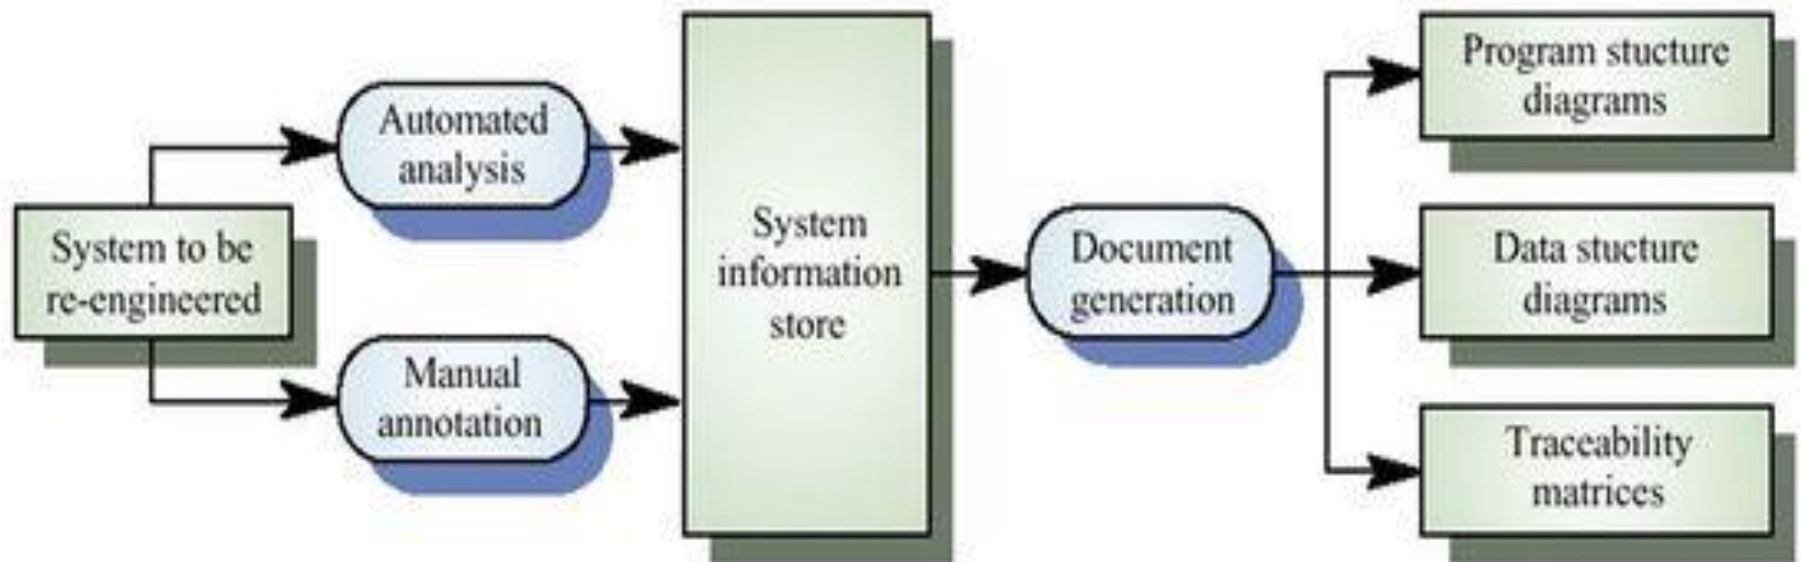 System to be
re-engineered
Automated
analysis
Manual
annotation
System
information
store
Document
generation
Program stucture
diagrams
Data stucture
diagrams
Traceability
matrices